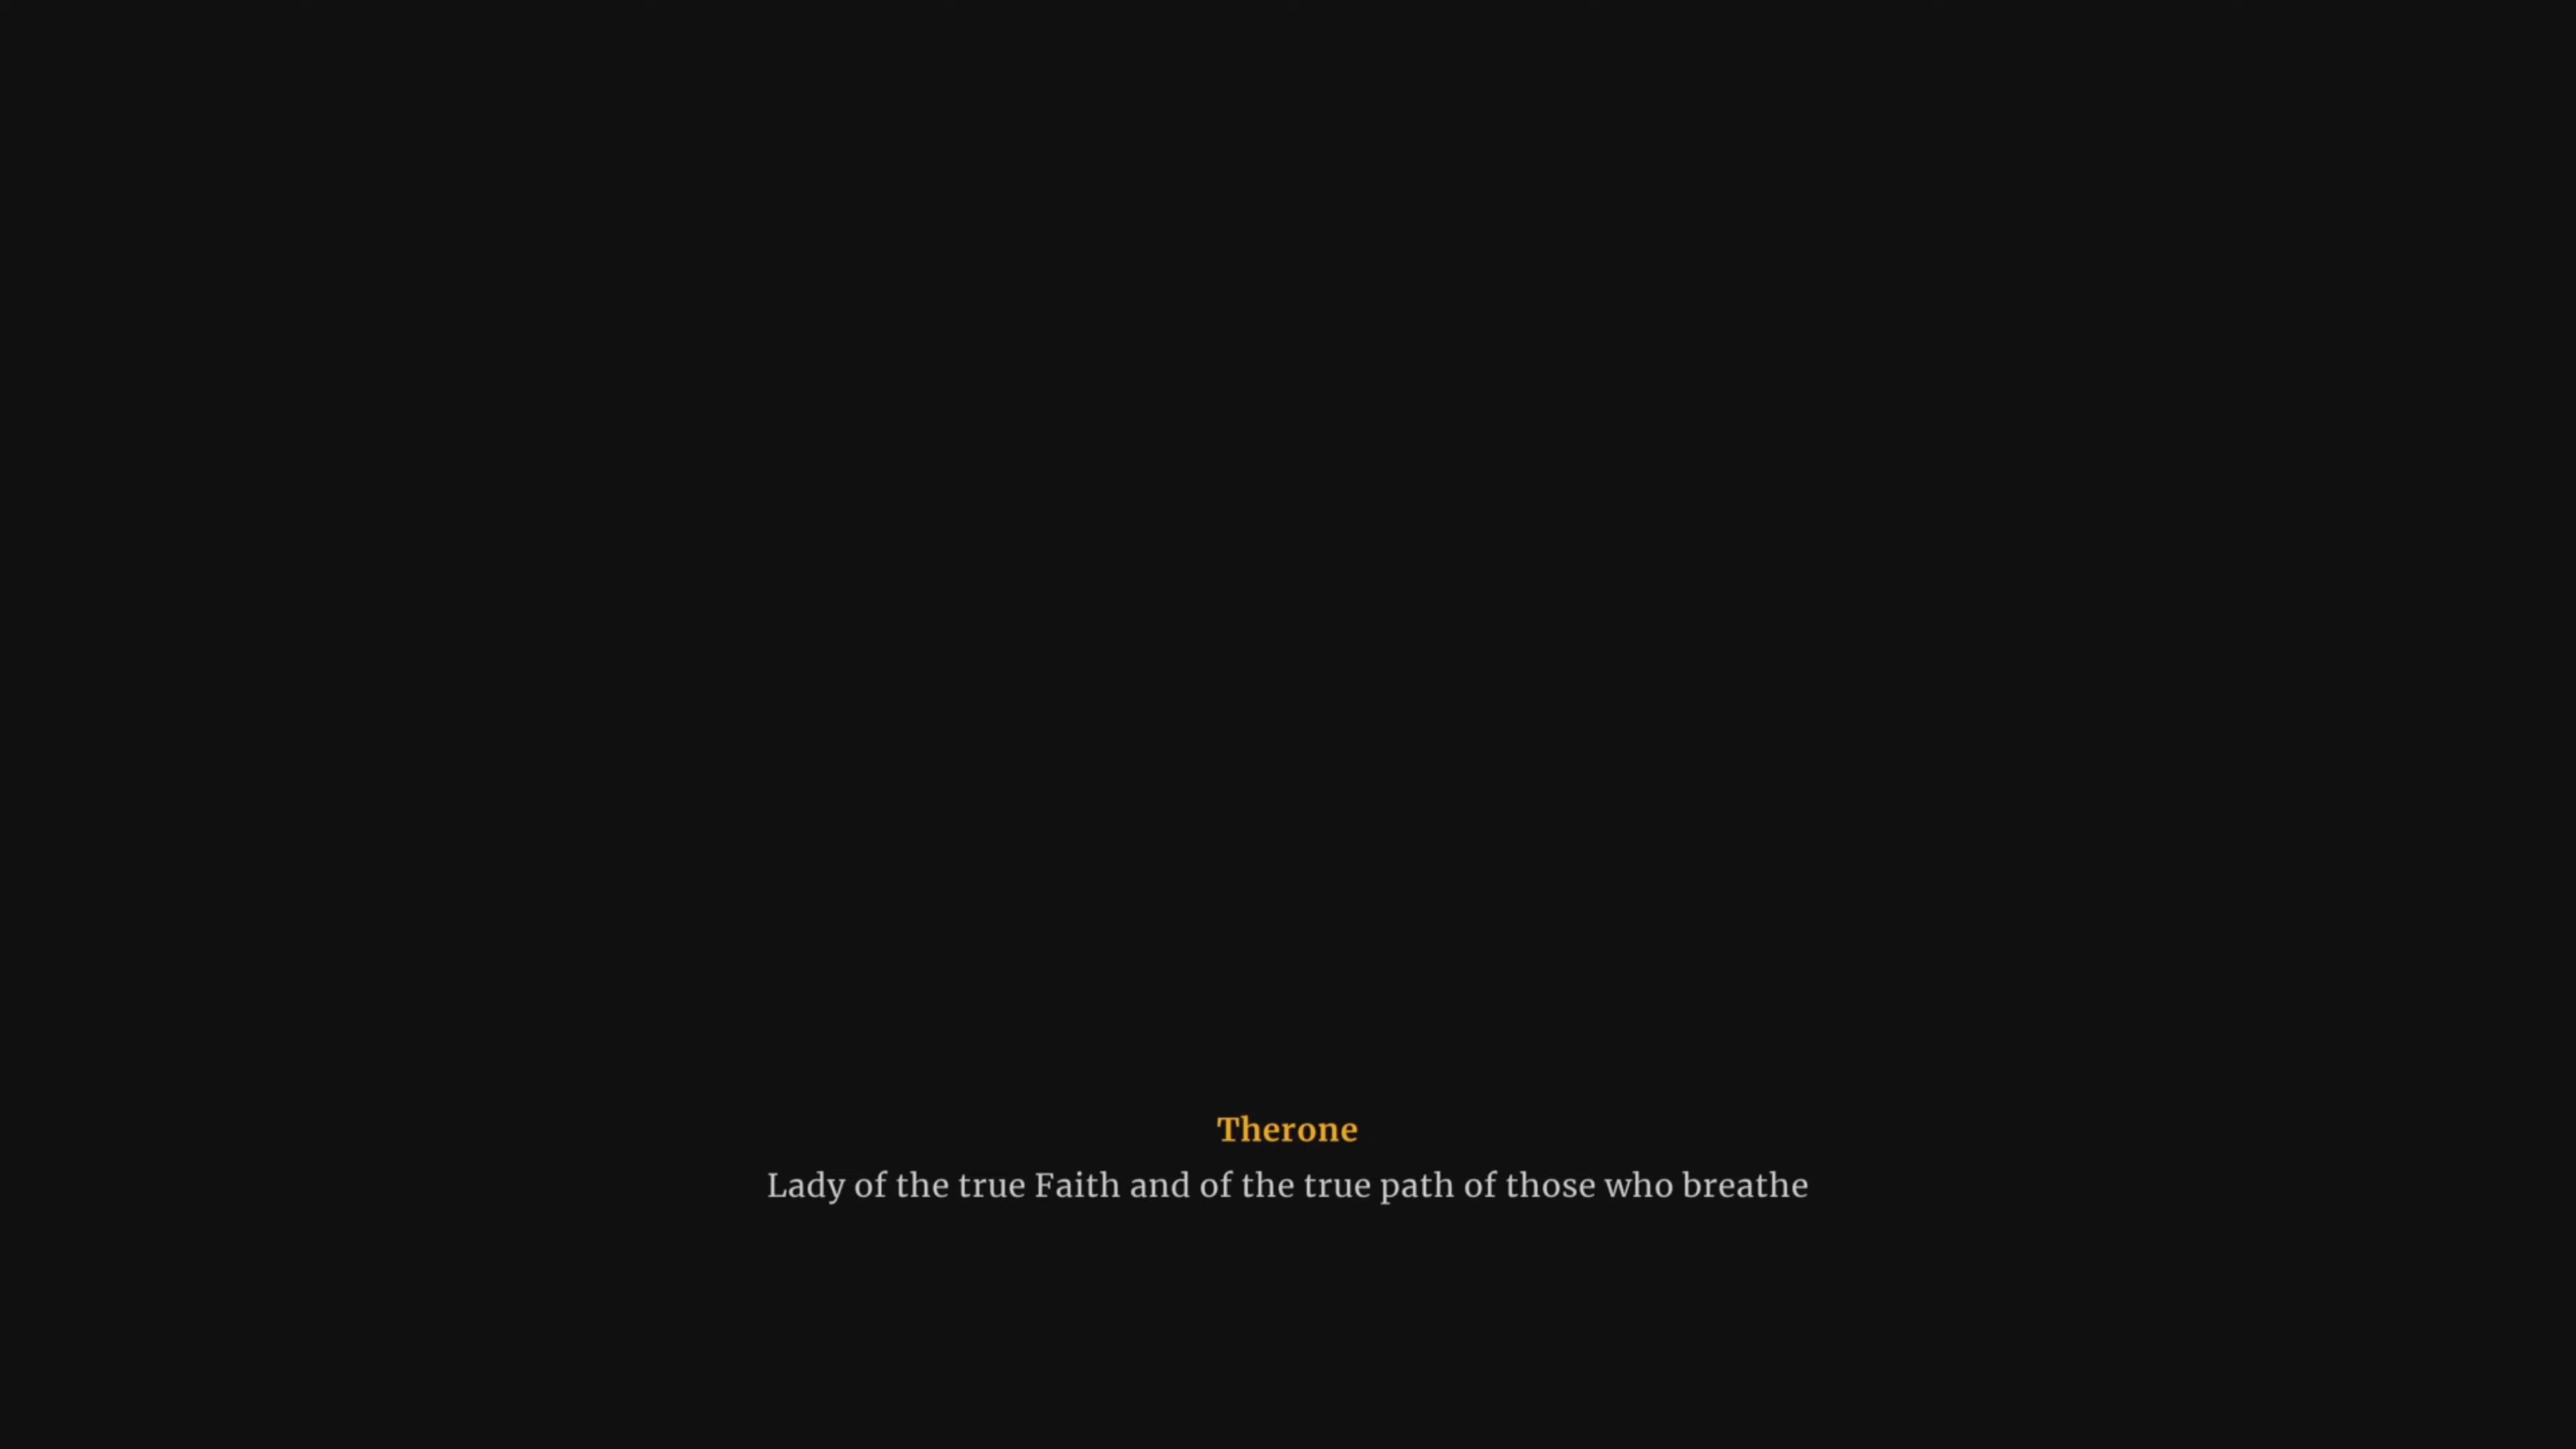 Therone
Lady of the true Faith and of the true path of those who breathe